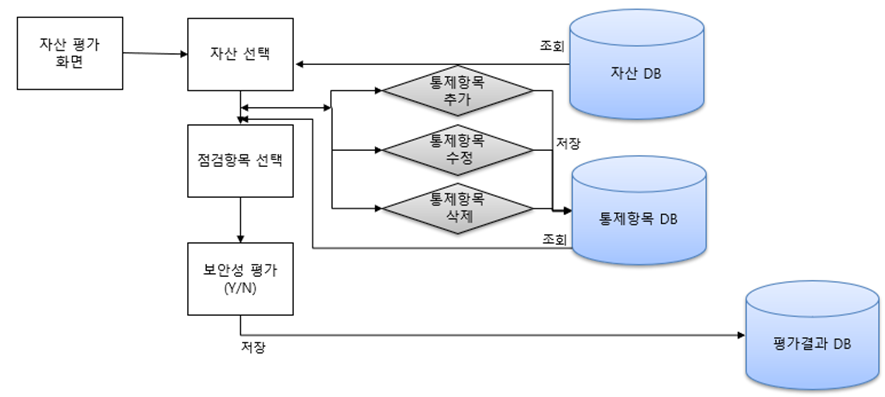 자산 평가
화면
자산 선택
조회
자산 DB
통제항목
추가
통제항목
수정
저장
점검항목 선택
통제항목
삭제
통제항목 DB
조회
보안성 평가
(Y/N)
저장
평가결과 DB